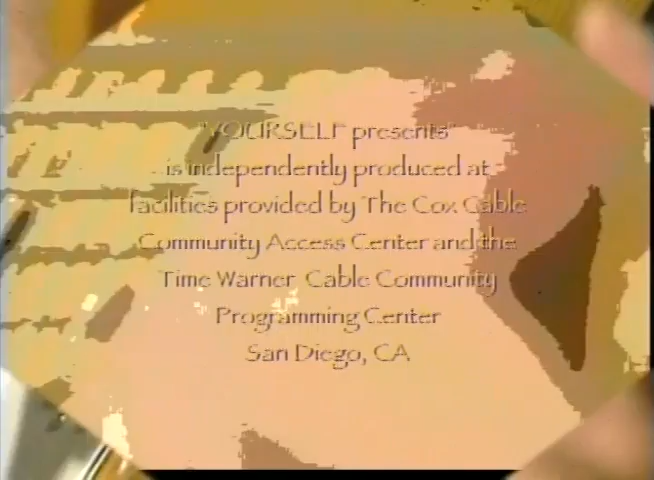 "YOURSELF presents"
is independently produced at
facilities provided by The Cox Cable
Community Access Center and the
Time Warner Cable Community
Programming Center
San Diego, CA